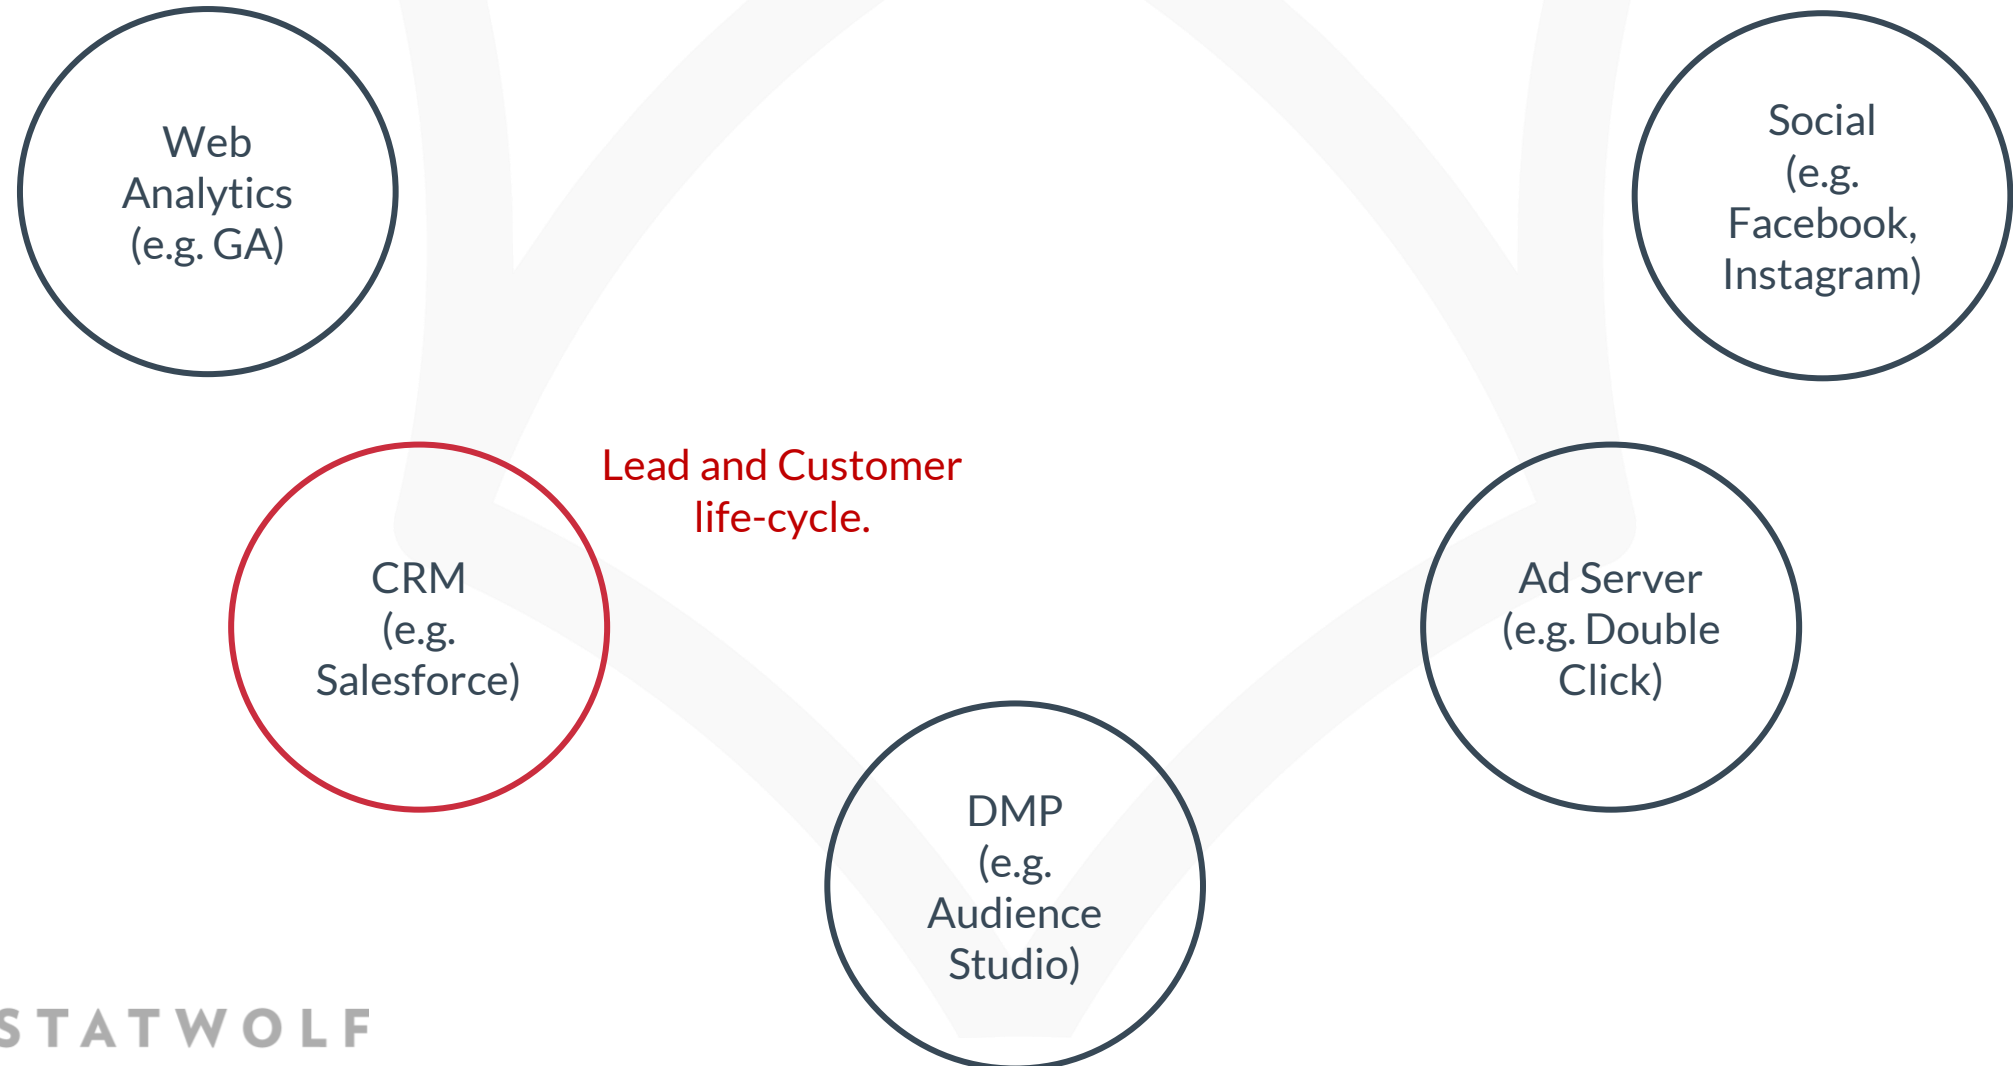 Web
Analytics
(e.g. GA)
Social
(e.g.
Facebook,
Instagram)
Lead and Customer
life-cycle.
CRM
(e.g.
Salesforce)
Ad Server
(e.g. Double
Click)
DMP
(e.g.
Audience
Studio)
STATWOLF